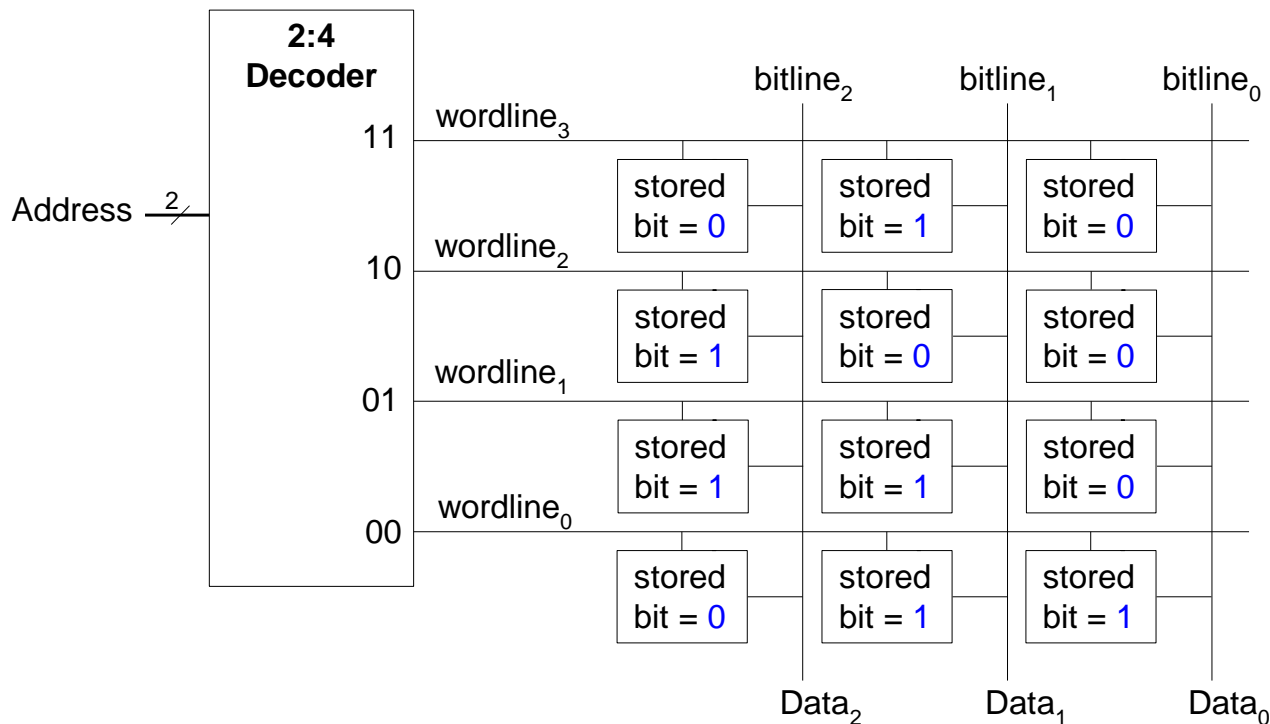 2:4
Decoder
bitline₂ bitline₁ bitline₀
wordline₃
11
stored stored stored
bit = 0 bit = 1 bit = 0
Address 2
wordline₂
10
stored stored stored
bit = 1 bit = 0 bit = 0
wordline₁
01
stored stored stored
bit = 1 bit = 1 bit = 0
wordline₀
00
stored stored stored
bit = 0 bit = 1 bit = 1
Data₂ Data₁ Data₀